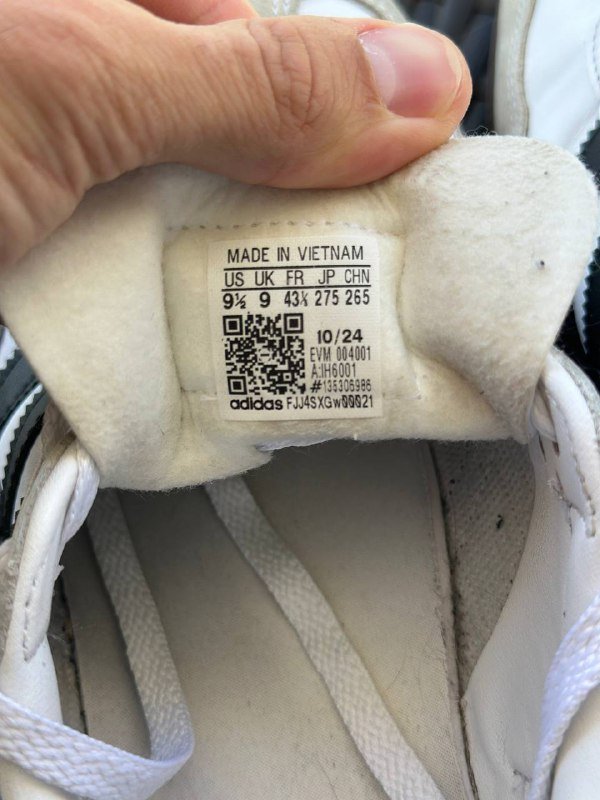 MADE IN VIETNAM
US UK FR JP CHN
9½ 9 43⅓ 275 265
10/24
EVM 004001
A:IH6001
#135306986
adidas FJJ4SXGw00021